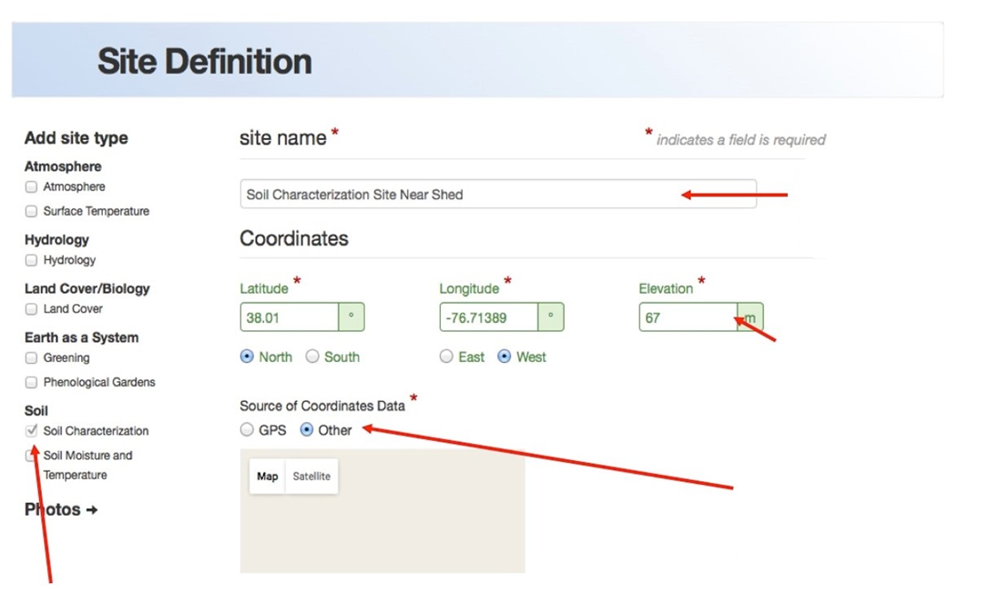 Site Definition
Add site type
Atmosphere
Atmosphere
Surface Temperature
Hydrology
Hydrology
Land Cover/Biology
Land Cover
Earth as a System
Greening
Phenological Gardens
Soil
Soil Characterization
Soil Moisture and
Temperature
Photos →
site name *
* indicates a field is required
Soil Characterization Site Near Shed
Coordinates
Latitude * Longitude * Elevation *
38.01 ° -76.71389 ° 67 m
North South East West
Source of Coordinates Data *
GPS Other
Map Satellite